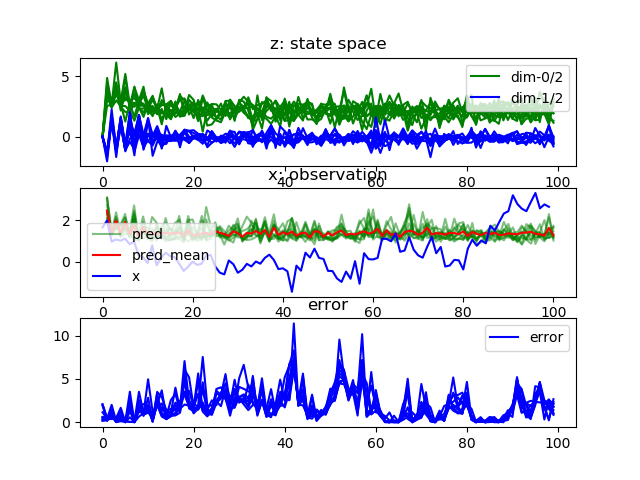 z: state space
5
0
dim-0/2
dim-1/2
0 20 40 60 80 100
x: observation
2
0
pred
pred_mean
x
0 20 40 60 80 100
error
10
5
0
error
0 20 40 60 80 100